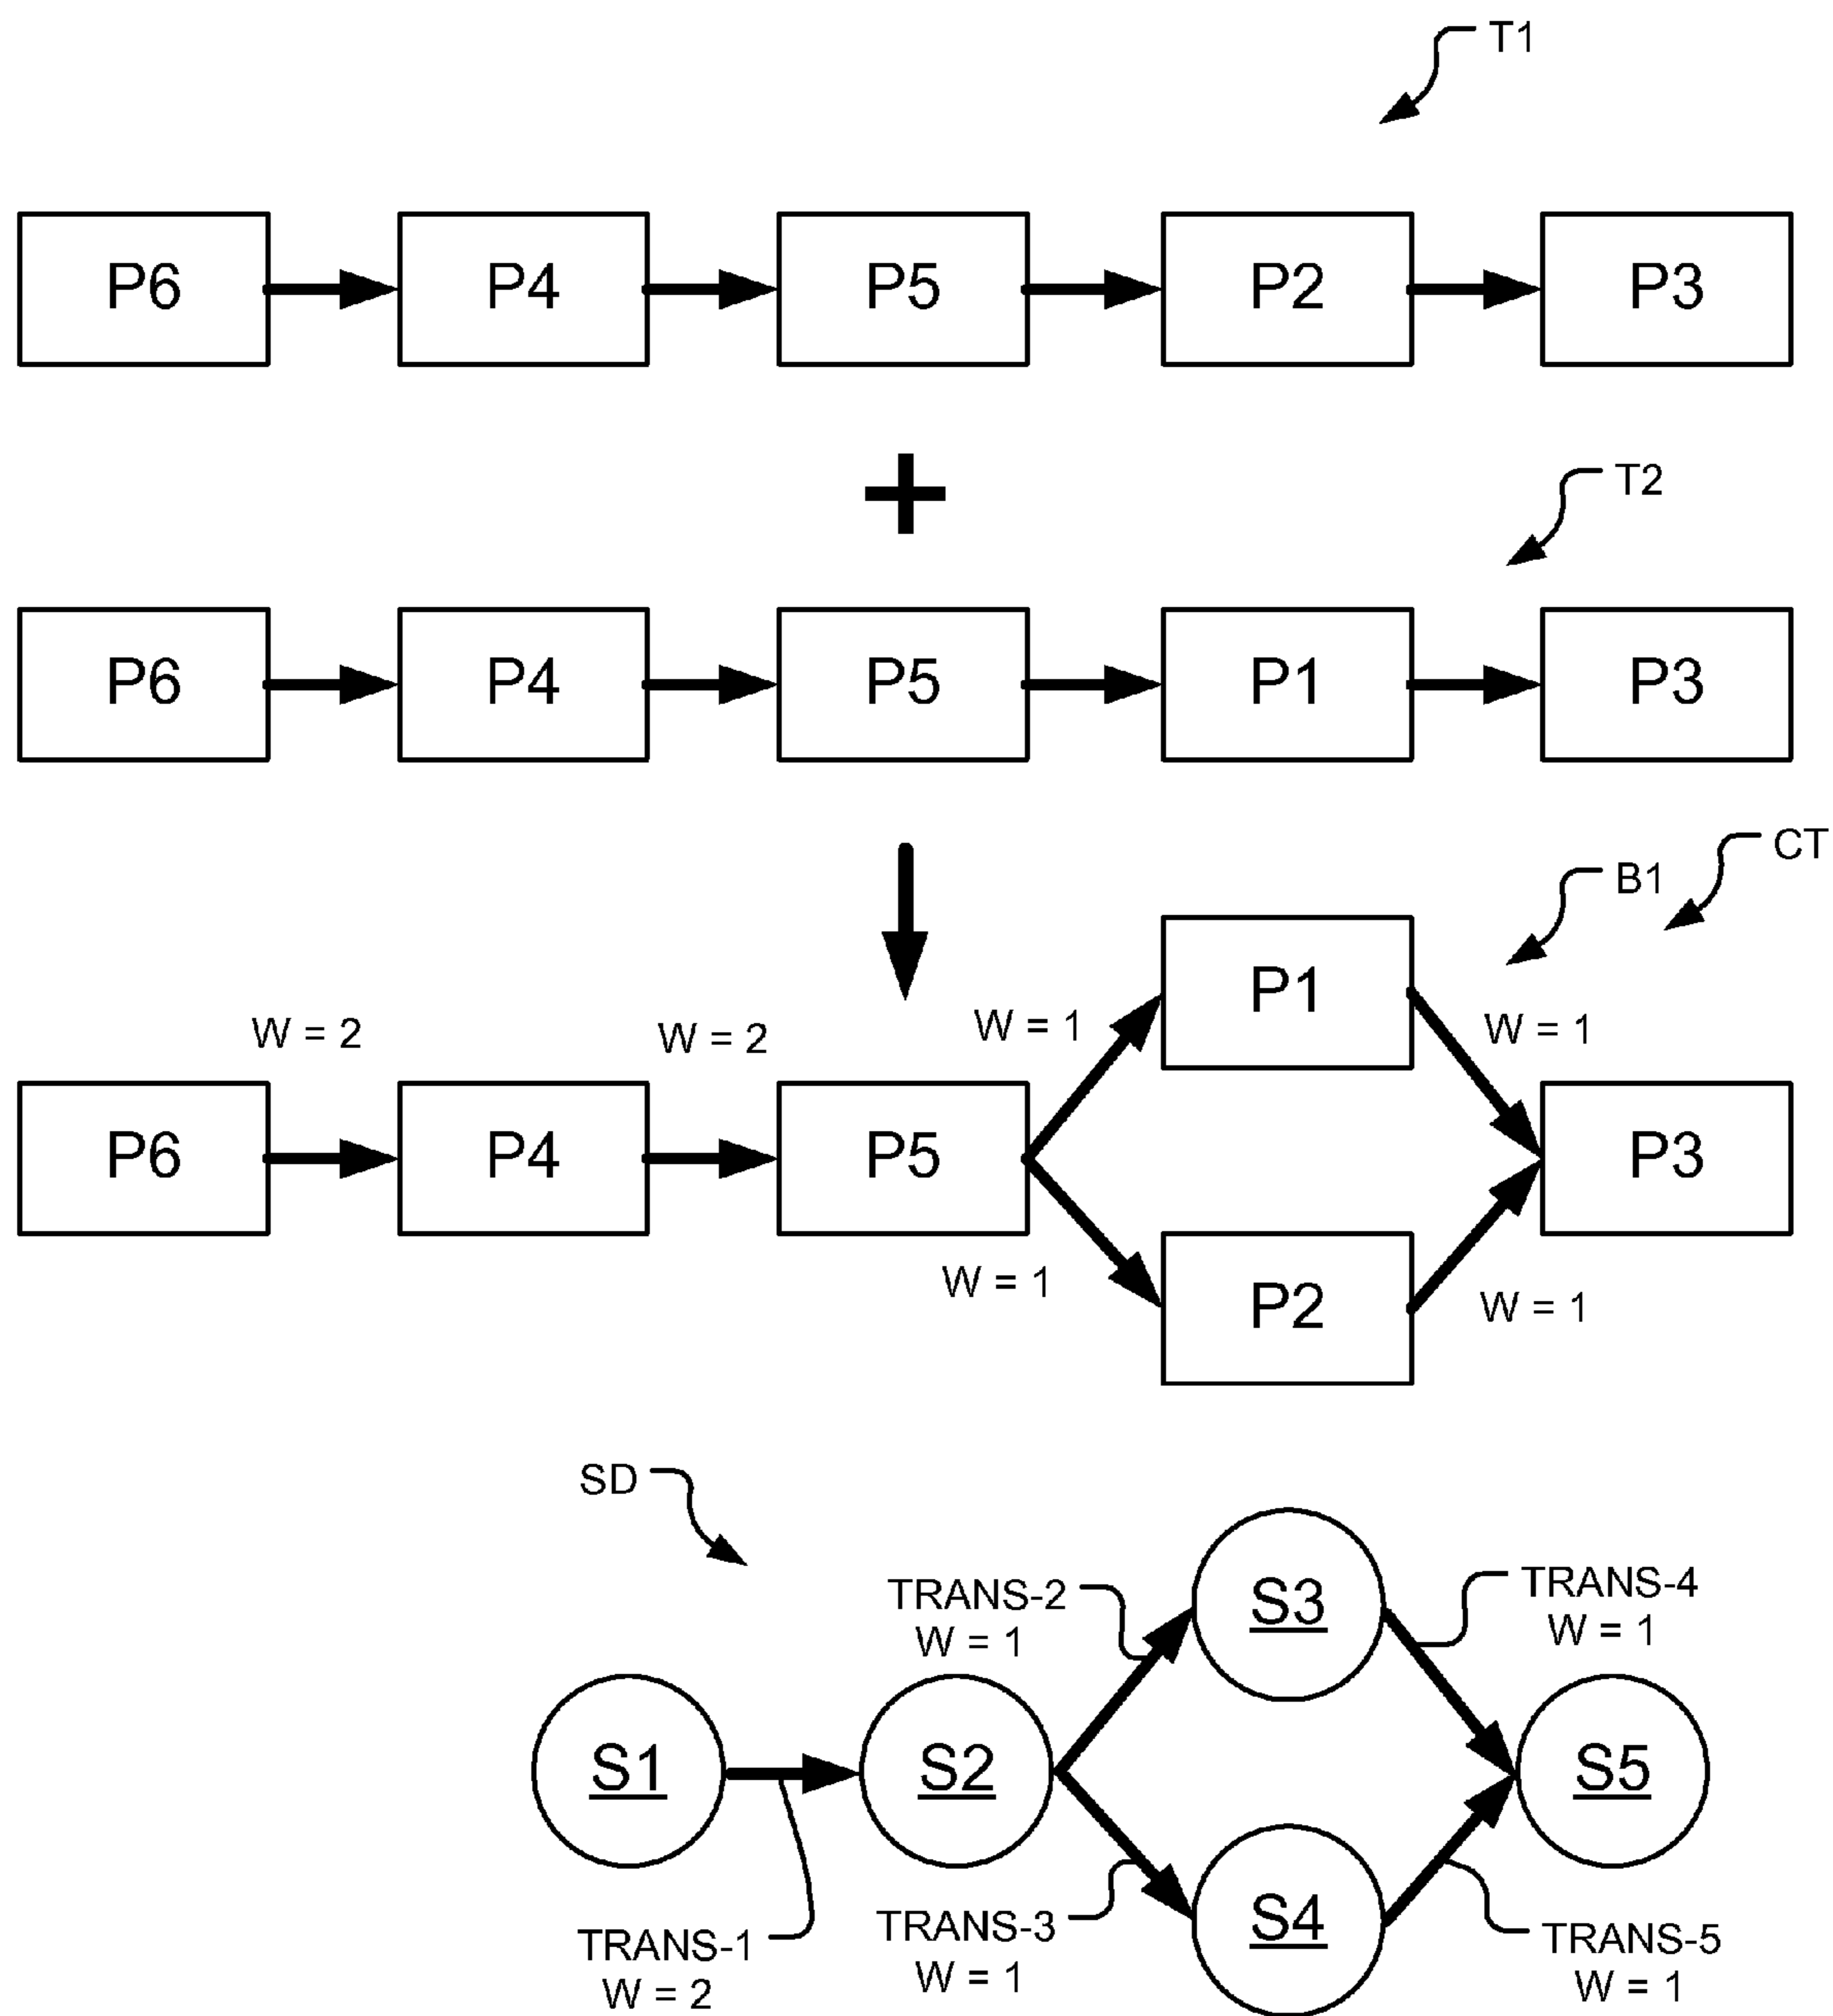 T1
P6 P4 P5 P2 P3
+
T2
P6 P4 P5 P1 P3
CT
B1
P1
W = 2 W = 2 W = 1 W = 1
P6 P4 P5 P3
W = 1 P2 W = 1
SD
TRANS-2
W = 1
S3
TRANS-4
W = 1
S1 S2 S5
TRANS-1
W = 2
TRANS-3
W = 1
S4
TRANS-5
W = 1